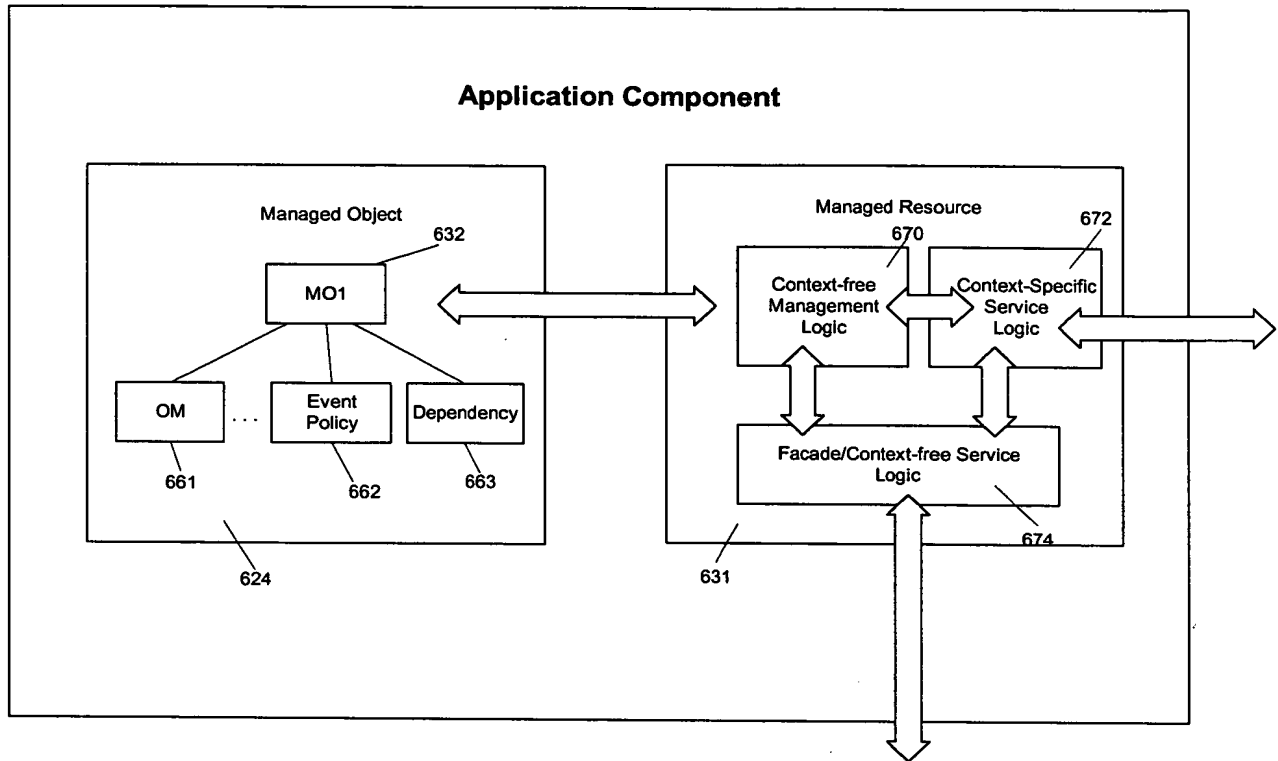 Application Component
Managed Object
632
MO1
OM
. . .
Event
Policy
Dependency
661
662
663
624
Managed Resource
670
672
Context-free
Management
Logic
Context-Specific
Service
Logic
Facade/Context-free Service
Logic
674
631